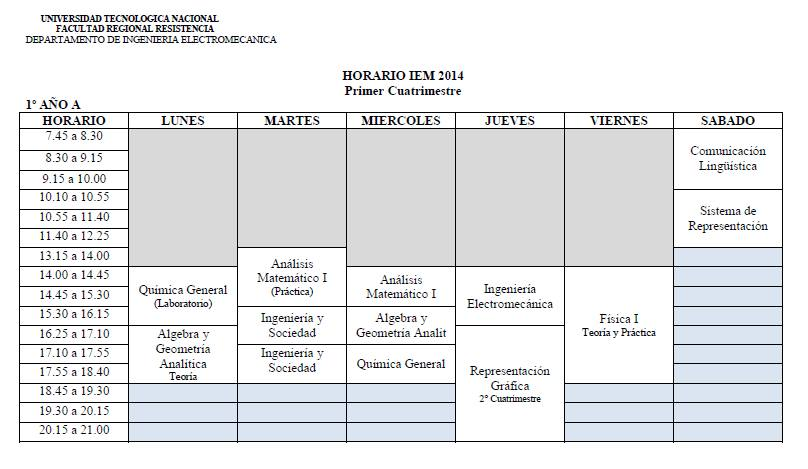 UNIVERSIDAD TECNOLOGICA NACIONAL
FACULTAD REGIONAL RESISTENCIA
DEPARTAMENTO DE INGENIERIA ELECTROMECANICA
HORARIO IEM 2014
Primer Cuatrimestre
1º AÑO A
HORARIO LUNES MARTES MIERCOLES JUEVES VIERNES SABADO
7.45 a 8.30
8.30 a 9.15
9.15 a 10.00
10.10 a 10.55
10.55 a 11.40
11.40 a 12.25
13.15 a 14.00
14.00 a 14.45
14.45 a 15.30
15.30 a 16.15
16.25 a 17.10
17.10 a 17.55
17.55 a 18.40
18.45 a 19.30
19.30 a 20.15
20.15 a 21.00
Química General
(Laboratorio)
Algebra y
Geometría
Analítica
Teoría
Análisis
Matemático I
(Práctica)
Ingeniería y
Sociedad
Ingeniería y
Sociedad
Análisis
Matemático I
Algebra y
Geometría Analit
Química General
Ingeniería
Electromecánica
Representación
Gráfica
2º Cuatrimestre
Física I
Teoría y Práctica
Comunicación
Lingüística
Sistema de
Representación